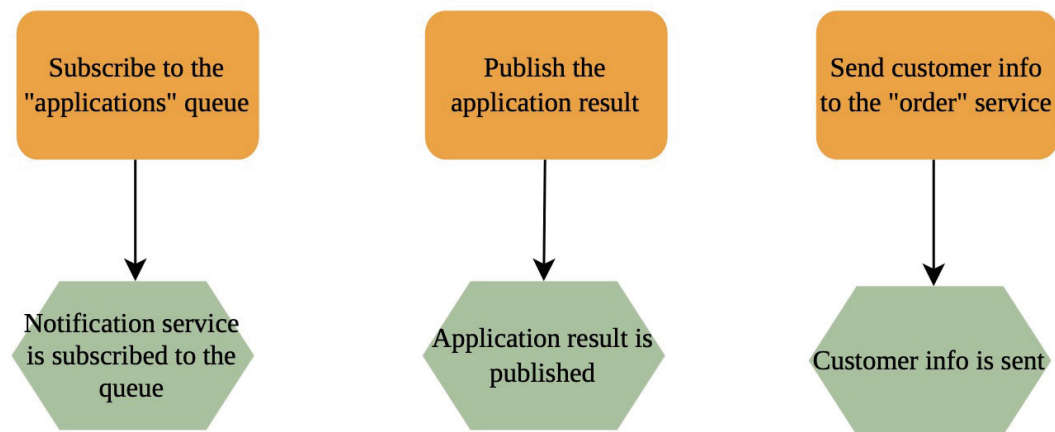 Subscribe to the
"applications" queue
Publish the
application result
Send customer info
to the "order" service
Notification service
is subscribed to the
queue
Application result is
published
Customer info is sent